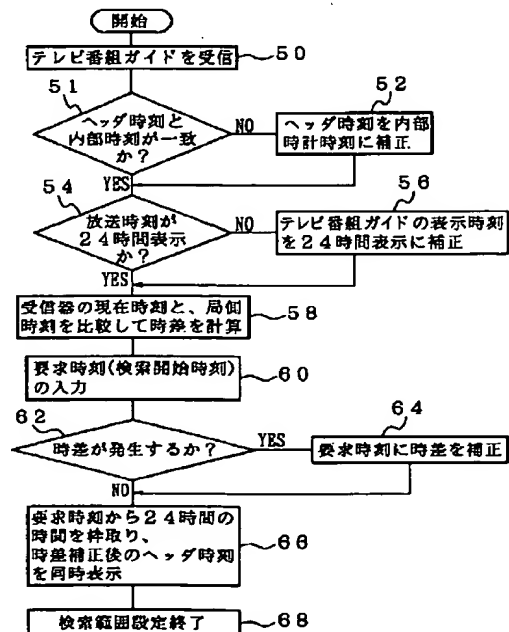 開始
テレビ番組ガイドを受信
50
51
ヘッダ時刻と
内部時刻が一致
か？
NO
52
ヘッダ時刻を内部
時計時刻に補正
YES
54
放送時刻が
24時間表示
か？
NO
56
テレビ番組ガイドの表示時刻
を24時間表示に補正
YES
受信器の現在時刻と、局側
時刻を比較して時差を計算
58
要求時刻(検索開始時刻)
の入力
60
62
時差が発生するか？
YES
64
要求時刻に時差を補正
NO
要求時刻から24時間の
時間を枠取り、
時差補正後のヘッダ時刻
を同時表示
66
検索範囲設定終了
68